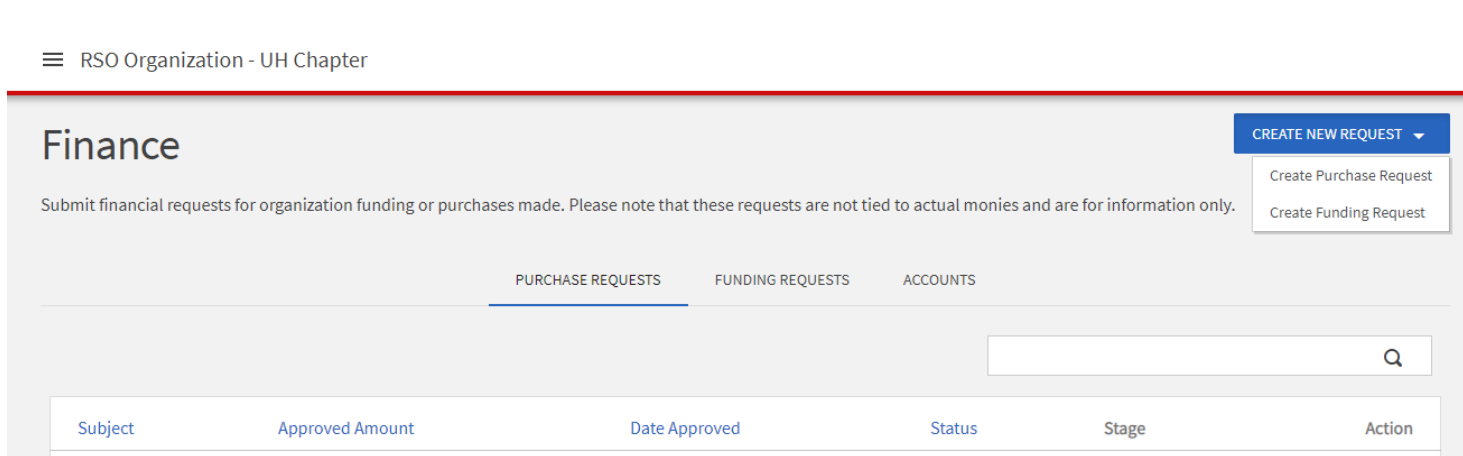 RSO Organization - UH Chapter
Finance
CREATE NEW REQUEST
Create Purchase Request
Create Funding Request
Submit financial requests for organization funding or purchases made. Please note that these requests are not tied to actual monies and are for information only.
PURCHASE REQUESTS FUNDING REQUESTS ACCOUNTS
Subject Approved Amount Date Approved Status Stage Action